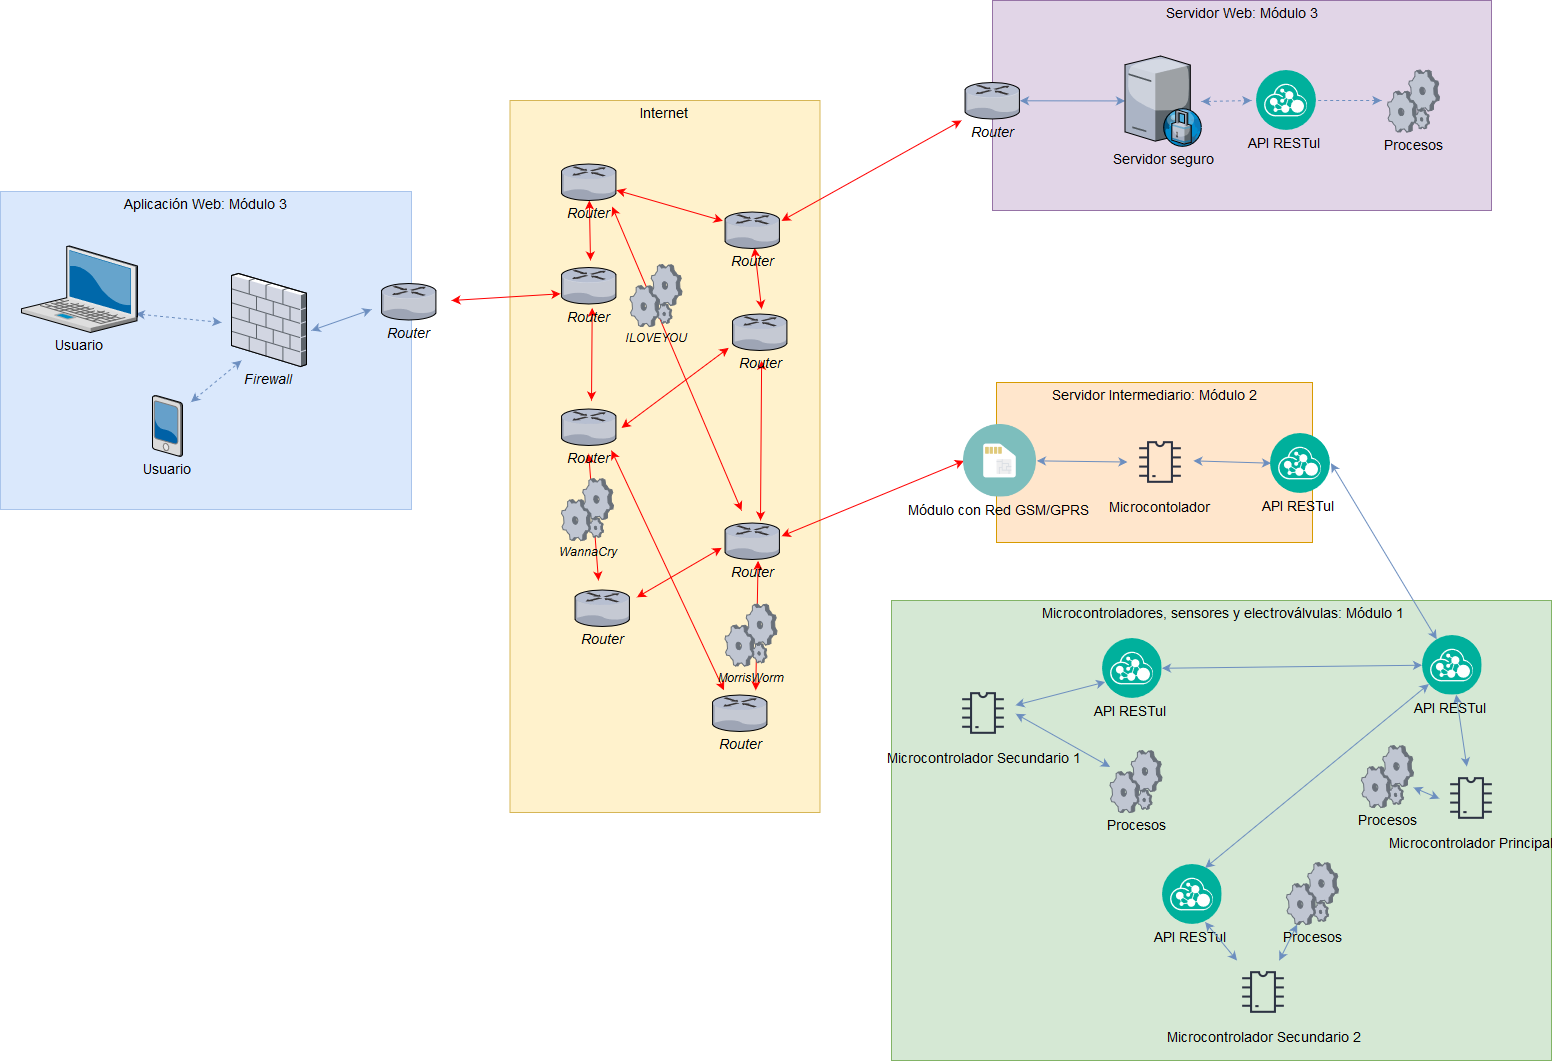 Servidor Web: Módulo 3
Router
Servidor seguro
API RESTul
Procesos
Internet
Router
Router
Router
Router
ILOVEYOU
Router
Router
WannaCry
Router
Router
MorrisWorm
Router
Aplicación Web: Módulo 3
Usuario
Firewall
Router
Usuario
Servidor Intermediario: Módulo 2
Módulo con Red GSM/GPRS
Microcontolador
API RESTul
Microcontroladores, sensores y electroválvulas: Módulo 1
API RESTul
API RESTul
Microcontrolador Secundario 1
Procesos
Procesos
Microcontrolador Principal
API RESTul
Procesos
Microcontrolador Secundario 2